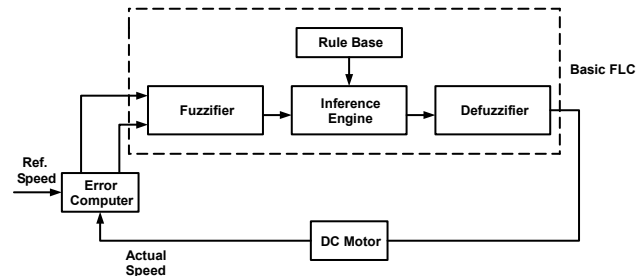 Rule Base
Basic FLC
Fuzzifier
Inference
Engine
Defuzzifier
Ref.
Speed
Error
Computer
DC Motor
Actual
Speed